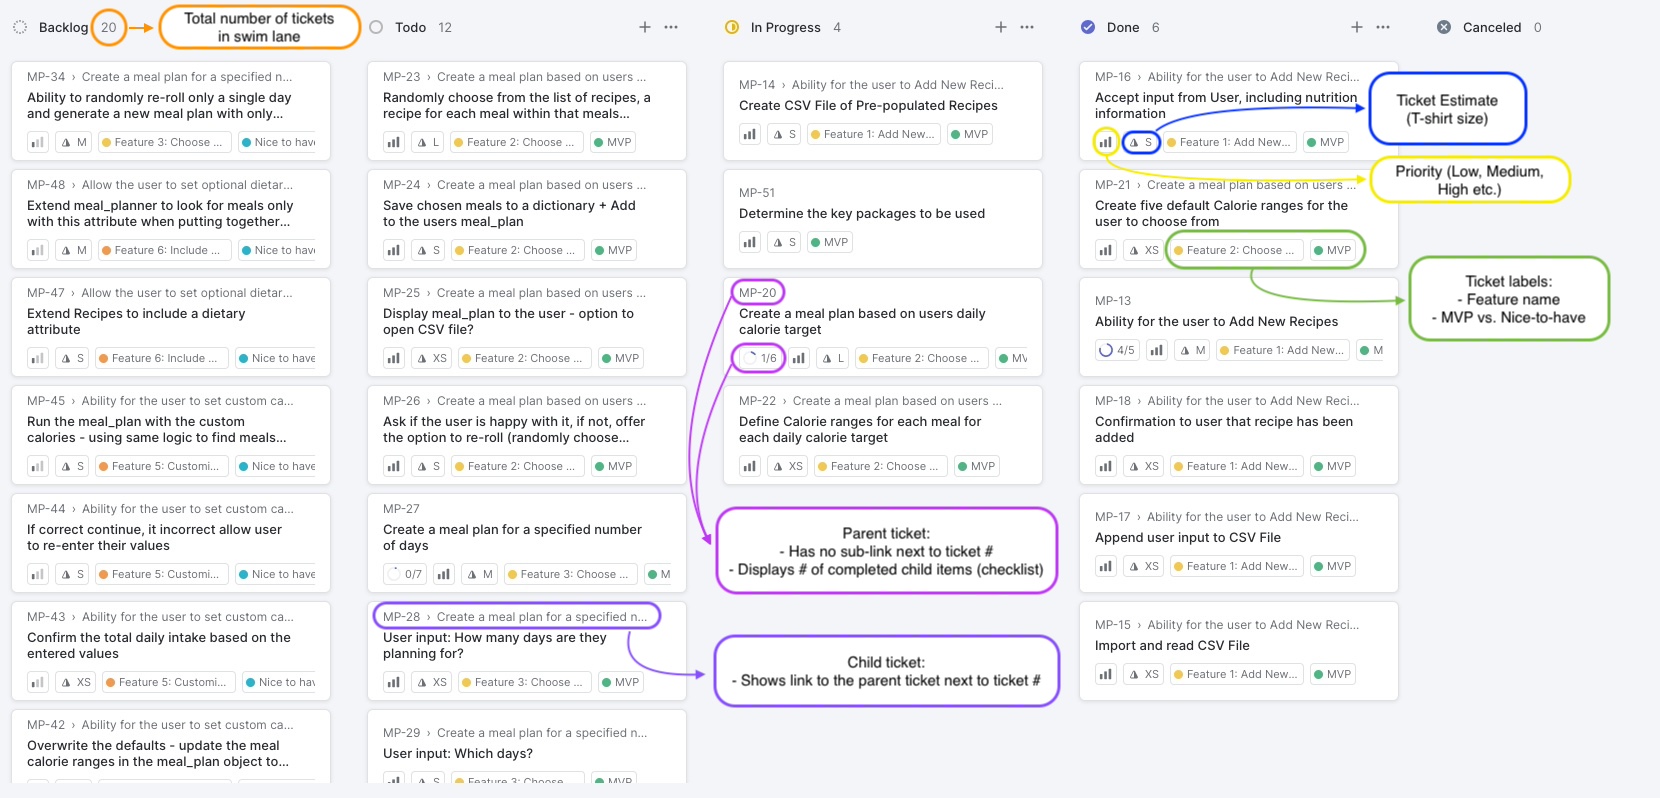 Backlog 20
Total number of tickets
in swim lane
MP-34 › Create a meal plan for a specified n...
Ability to randomly re-roll only a single day
and generate a new meal plan with only...
M Feature 3: Choose ... Nice to have
MP-48 › Allow the user to set optional dietar...
Extend meal_planner to look for meals only
with this attribute when putting together...
M Feature 6: Include ... Nice to have
MP-47 › Allow the user to set optional dietar...
Extend Recipes to include a dietary
attribute
S Feature 6: Include ... Nice to have
MP-45 › Ability for the user to set custom ca...
Run the meal_plan with the custom
calories - using same logic to find meals...
S Feature 5: Customi... Nice to have
MP-44 › Ability for the user to set custom ca...
If correct continue, it incorrect allow user
to re-enter their values
S Feature 5: Customi... Nice to have
MP-43 › Ability for the user to set custom ca...
Confirm the total daily intake based on the
entered values
XS Feature 5: Customi... Nice to hav
MP-42 › Ability for the user to set custom ca...
Overwrite the defaults - update the meal
calorie ranges in the meal_plan object to...
Todo 12
MP-23 › Create a meal plan based on users ...
Randomly choose from the list of recipes, a
recipe for each meal within that meals...
L Feature 2: Choose ... MVP
MP-24 › Create a meal plan based on users ...
Save chosen meals to a dictionary + Add
to the users meal_plan
S Feature 2: Choose ... MVP
MP-25 › Create a meal plan based on users ...
Display meal_plan to the user - option to
open CSV file?
XS Feature 2: Choose ... MVP
MP-26 › Create a meal plan based on users ...
Ask if the user is happy with it, if not, offer
the option to re-roll (randomly choose...
S Feature 2: Choose ... MVP
MP-27
Create a meal plan for a specified number
of days
0/7 M Feature 3: Choose ... M
MP-28 › Create a meal plan for a specified n...
User input: How many days are they
planning for?
XS Feature 3: Choose ... MVP
MP-29 › Create a meal plan for a specified n...
User input: Which days?
S Feature 3: Choose ... MVP
In Progress 4
MP-14 › Ability for the user to Add New Reci...
Create CSV File of Pre-populated Recipes
S Feature 1: Add New... MVP
MP-51
Determine the key packages to be used
S MVP
MP-20
Create a meal plan based on users daily
calorie target
1/6 L Feature 2: Choose ... MV
MP-22 › Create a meal plan based on users ...
Define Calorie ranges for each meal for
each daily calorie target
XS Feature 2: Choose ... MVP
Parent ticket:
- Has no sub-link next to ticket #
- Displays # of completed child items (checklist)
Child ticket:
- Shows link to the parent ticket next to ticket #
Done 6
MP-16 › Ability for the user to Add New Reci...
Accept input from User, including nutrition
information
S Feature 1: Add New... MVP
MP-21 › Create a meal plan based on users ...
Create five default Calorie ranges for the
user to choose from
XS Feature 2: Choose ... MVP
MP-13
Ability for the user to Add New Recipes
4/5 M Feature 1: Add New... M
MP-18 › Ability for the user to Add New Reci...
Confirmation to user that recipe has been
added
XS Feature 1: Add New... MVP
MP-17 › Ability for the user to Add New Reci...
Append user input to CSV File
XS Feature 1: Add New... MVP
MP-15 › Ability for the user to Add New Reci...
Import and read CSV File
XS Feature 1: Add New... MVP
Canceled 0
Ticket Estimate
(T-shirt size)
Priority (Low, Medium,
High etc.)
Ticket labels:
- Feature name
- MVP vs. Nice-to-have